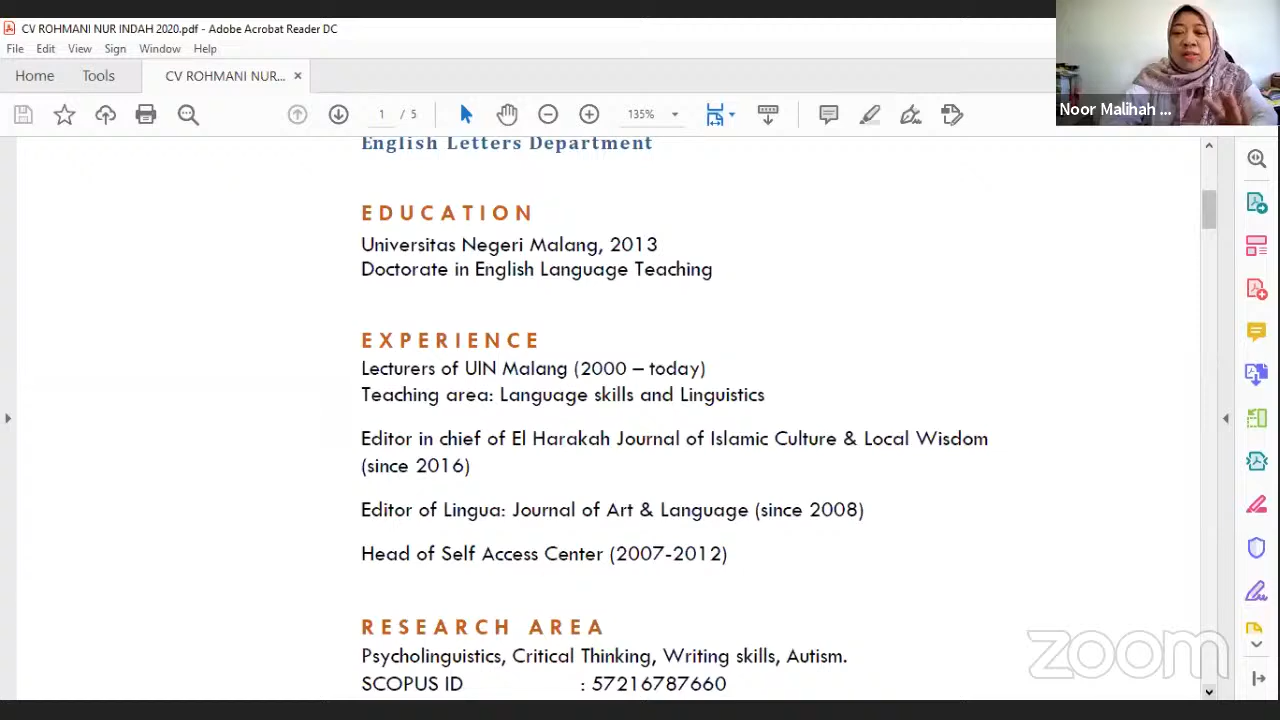 CV ROHMANI NUR INDAH 2020.pdf - Adobe Acrobat Reader DC
File Edit View Sign Window Help
Home Tools CV ROHMANI NUR... ×
1 / 5 135%
Noor Malihah ...
English Letters Department
EDUCATION
Universitas Negeri Malang, 2013
Doctorate in English Language Teaching
EXPERIENCE
Lecturers of UIN Malang (2000 – today)
Teaching area: Language skills and Linguistics
Editor in chief of El Harakah Journal of Islamic Culture & Local Wisdom
(since 2016)
Editor of Lingua: Journal of Art & Language (since 2008)
Head of Self Access Center (2007-2012)
RESEARCH AREA
Psycholinguistics, Critical Thinking, Writing skills, Autism.
SCOPUS ID : 57216787660
zoom